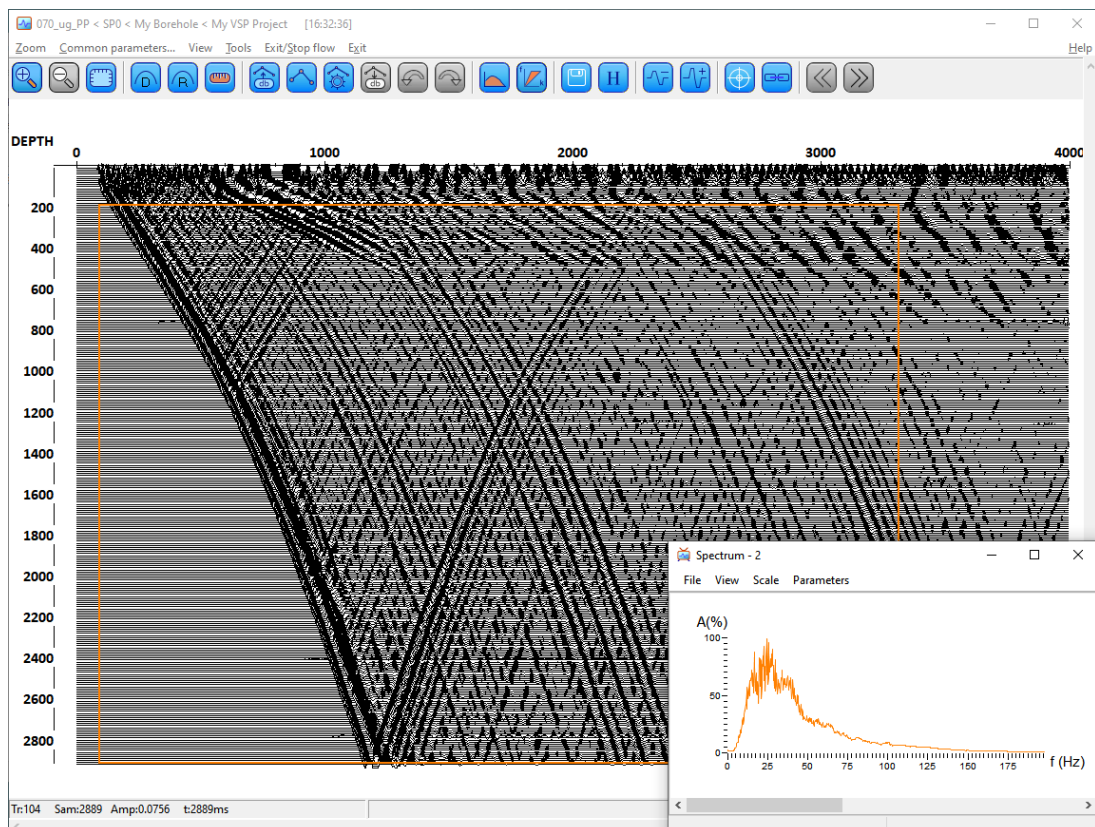 070_ug_PP < SP0 < My Borehole < My VSP Project [16:32:36]
Zoom Common parameters... View Tools Exit/Stop flow Exit Help
db db
D R H
DEPTH
0 1000 2000 3000 4000
200
400
600
800
1000
1200
1400
1600
1800
2000
2200
2400
2600
2800
Spectrum - 2
File View Scale Parameters
A(%)
100
50
0
0 25 50 75 100 125 150 175 f (Hz)
Tr:104 Sam:2889 Amp:0.0756 t:2889ms